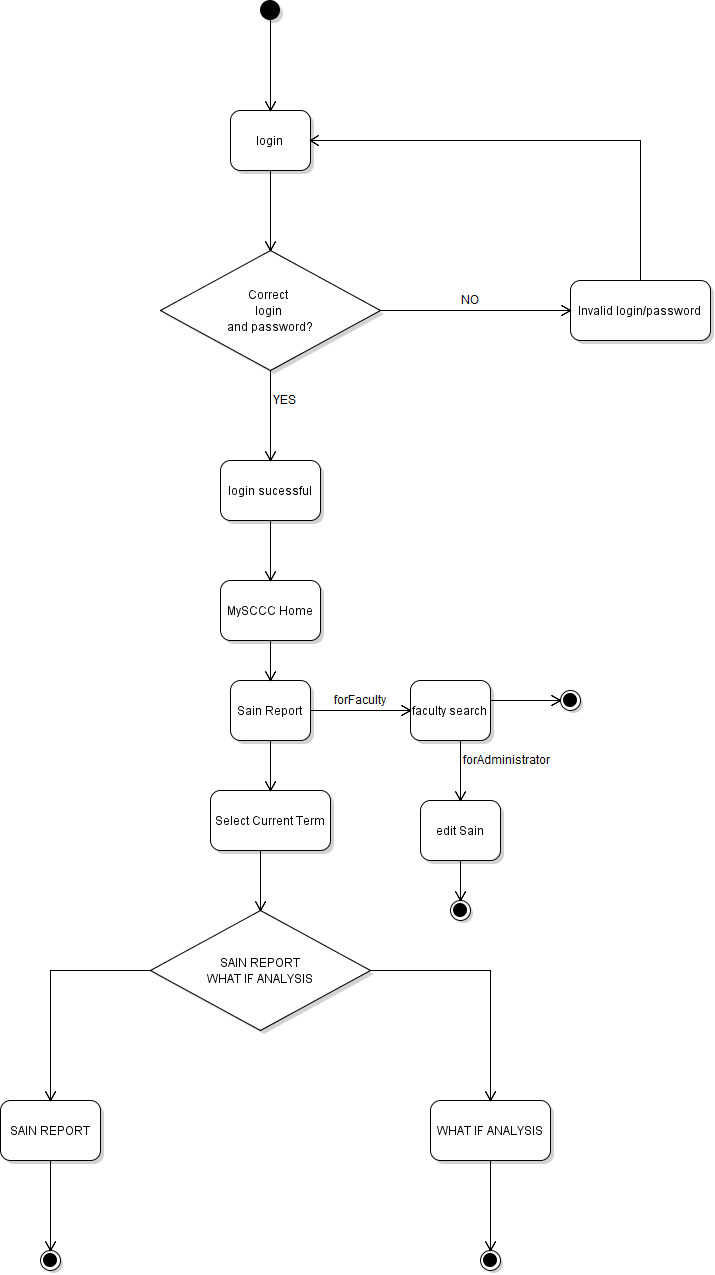 login
Correct
login
and password?
NO
Invalid login/password
YES
login sucessful
MySCCC Home
Sain Report
forFaculty
faculty search
forAdministrator
Select Current Term
edit Sain
SAIN REPORT
WHAT IF ANALYSIS
SAIN REPORT
WHAT IF ANALYSIS